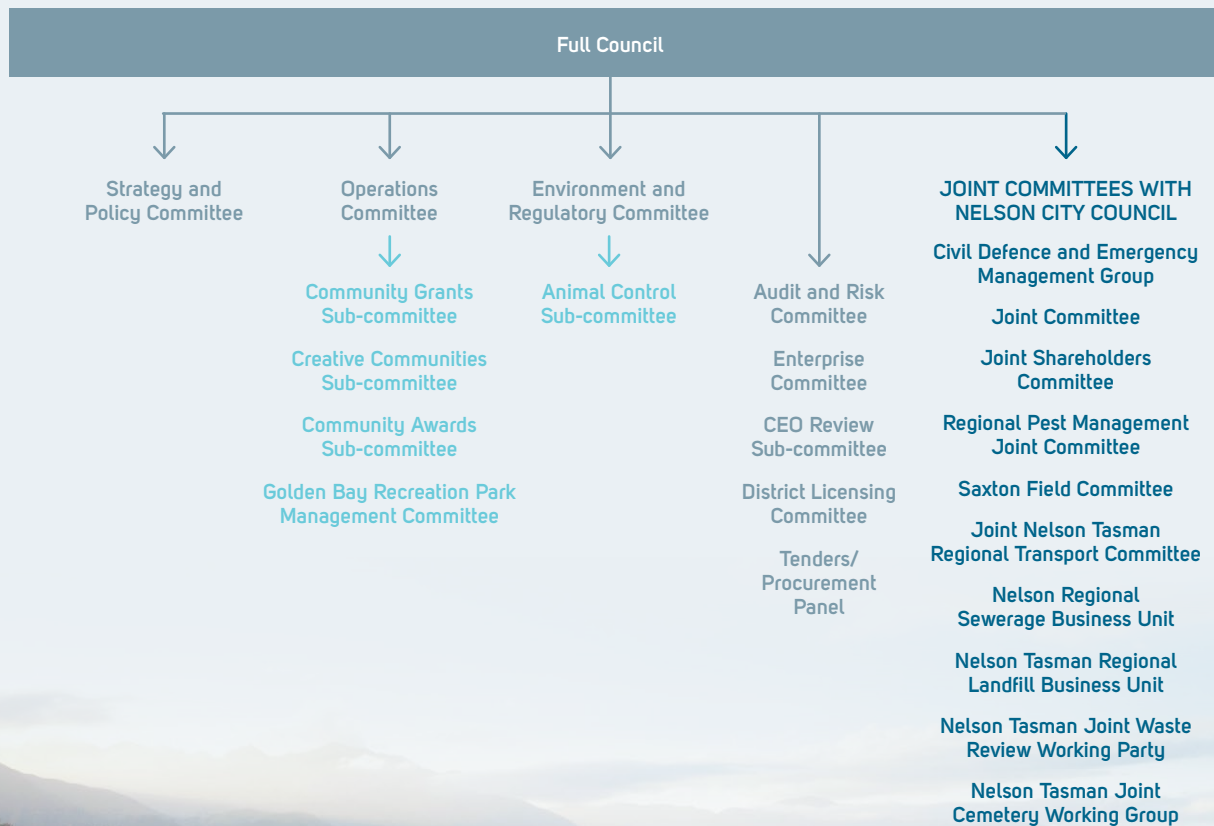 Full Council
Strategy and
Policy Committee
Operations
Committee
Community Grants
Sub-committee
Creative Communities
Sub-committee
Community Awards
Sub-committee
Golden Bay Recreation Park
Management Committee
Environment and
Regulatory Committee
Animal Control
Sub-committee
Audit and Risk
Committee
Enterprise
Committee
CEO Review
Sub-committee
District Licensing
Committee
Tenders/
Procurement
Panel
JOINT COMMITTEES WITH
NELSON CITY COUNCIL
Civil Defence and Emergency
Management Group
Joint Committee
Joint Shareholders
Committee
Regional Pest Management
Joint Committee
Saxton Field Committee
Joint Nelson Tasman
Regional Transport Committee
Nelson Regional
Sewerage Business Unit
Nelson Tasman Regional
Landfill Business Unit
Nelson Tasman Joint Waste
Review Working Party
Nelson Tasman Joint
Cemetery Working Group